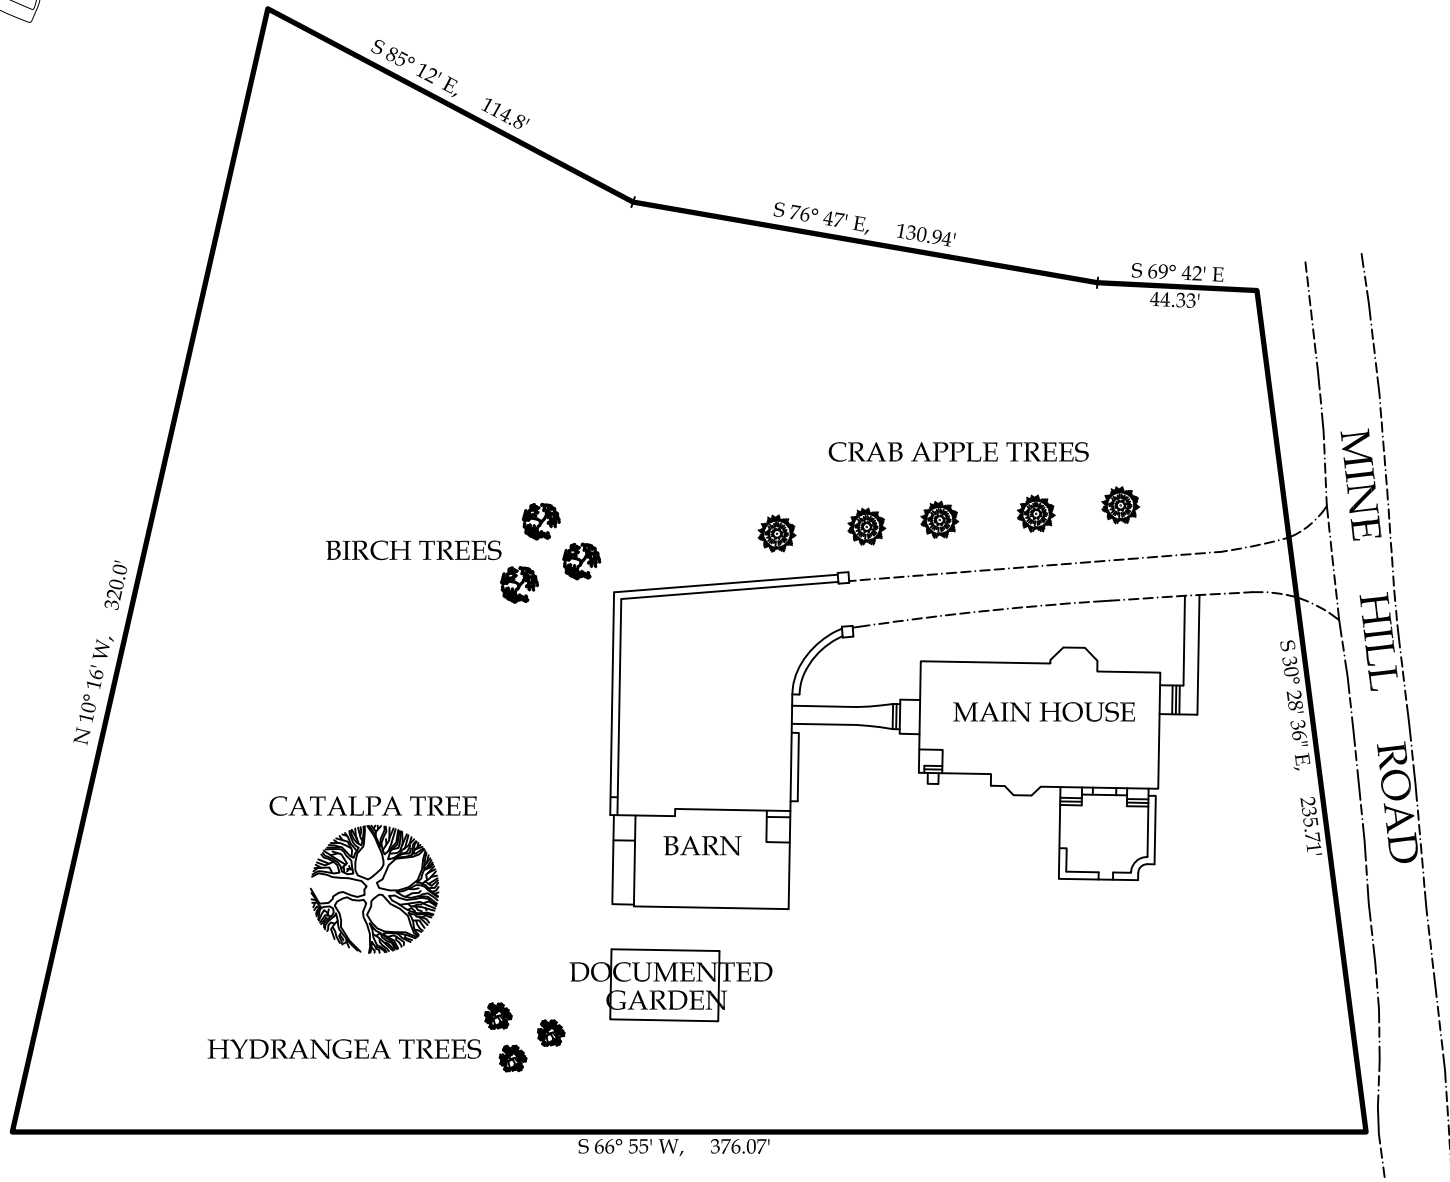 S 85° 12' E, 114.8'
S 76° 47' E, 130.94'
S 69° 42' E
44.33'
CRAB APPLE TREES
BIRCH TREES
N 10° 16' W, 320.0'
MINE HILL ROAD
S 30° 28' 36" E, 235.71'
MAIN HOUSE
CATALPA TREE
BARN
DOCUMENTED
GARDEN
HYDRANGEA TREES
S 66° 55' W, 376.07'